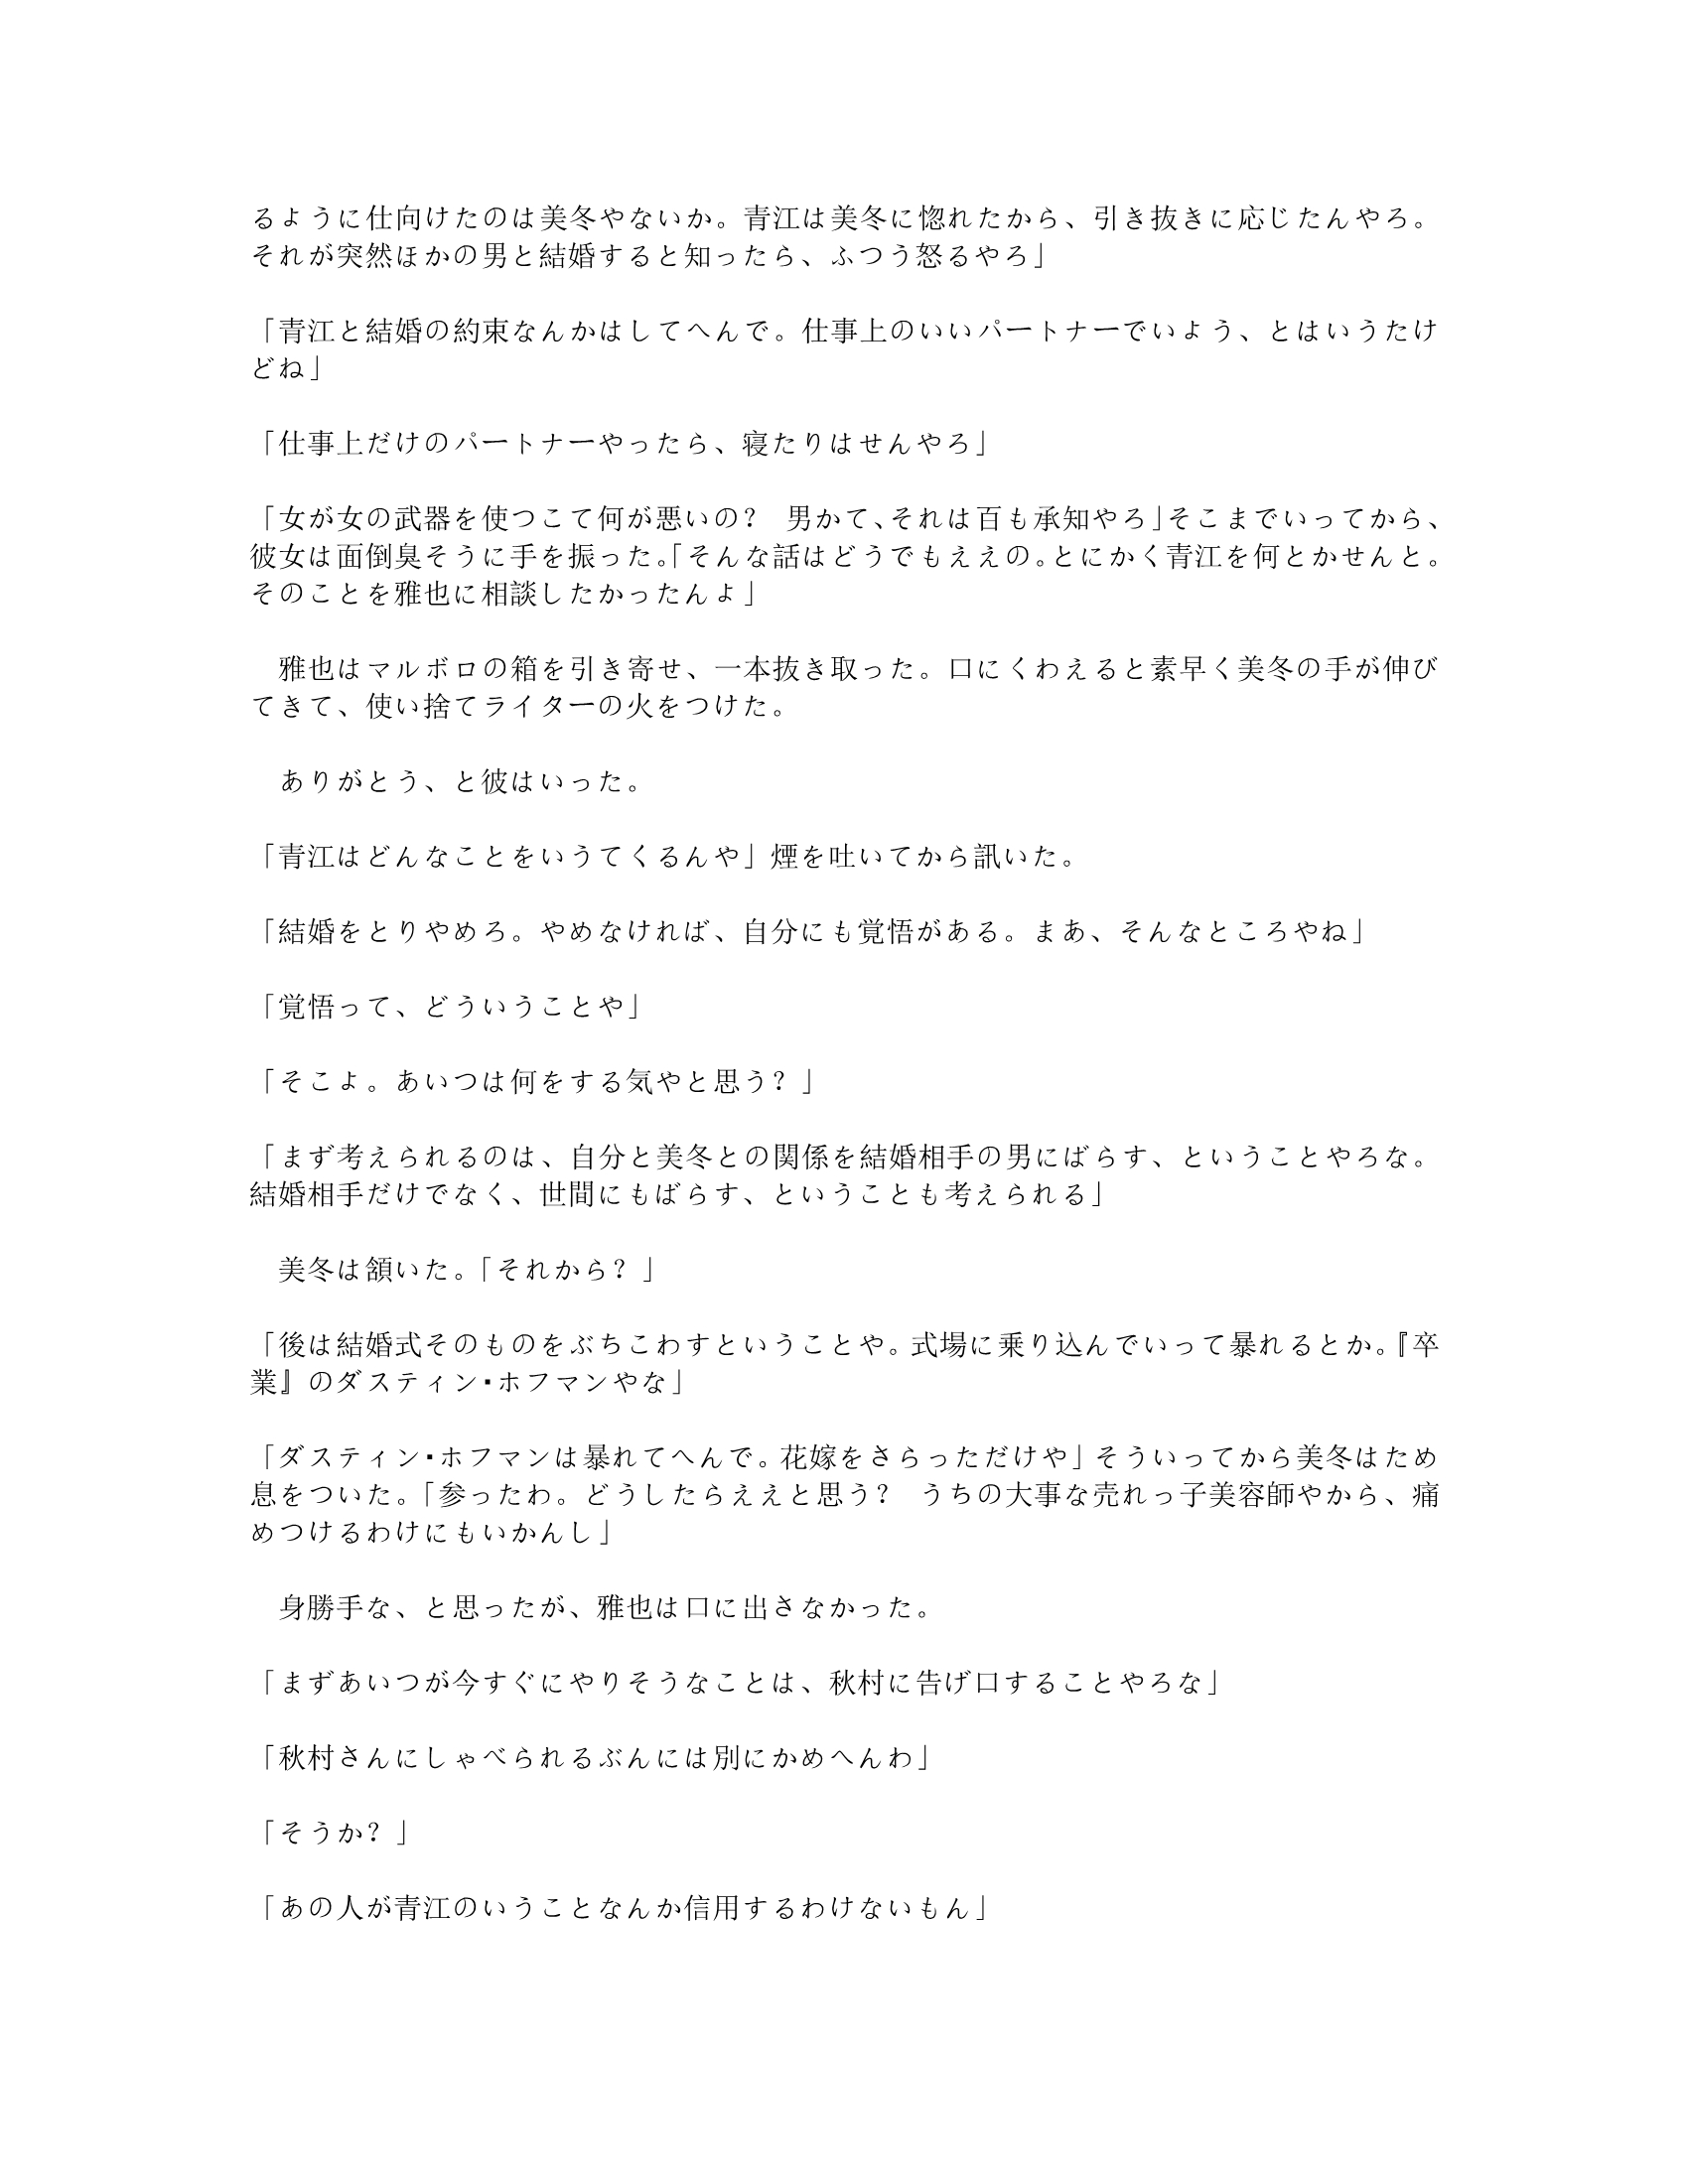 るように仕向けたのは美冬やないか。青江は美冬に惚れたから、引き抜きに応じたんやろ。
それが突然ほかの男と結婚すると知ったら、ふつう怒るやろ」
「青江と結婚の約束なんかはしてへんで。仕事上のいいパートナーでいよう、とはいうたけ
どね」
「仕事上だけのパートナーやったら、寝たりはせんやろ」
「女が女の武器を使つこて何が悪いの?　男かて、それは百も承知やろ」そこまでいってから、
彼女は面倒臭そうに手を振った。「そんな話はどうでもええの。とにかく青江を何とかせんと。
そのことを雅也に相談したかったんよ」
　雅也はマルボロの箱を引き寄せ、一本抜き取った。口にくわえると素早く美冬の手が伸び
てきて、使い捨てライターの火をつけた。
　ありがとう、と彼はいった。
「青江はどんなことをいうてくるんや」煙を吐いてから訊いた。
「結婚をとりやめろ。やめなければ、自分にも覚悟がある。まあ、そんなところやね」
「覚悟って、どういうことや」
「そこよ。あいつは何をする気やと思う?」
「まず考えられるのは、自分と美冬との関係を結婚相手の男にばらす、ということやろな。
結婚相手だけでなく、世間にもばらす、ということも考えられる」
　美冬は頷いた。「それから?」
「後は結婚式そのものをぶちこわすということや。式場に乗り込んでいって暴れるとか。『卒
業』のダスティン・ホフマンやな」
「ダスティン・ホフマンは暴れてへんで。花嫁をさらっただけや」そういってから美冬はため
息をついた。「参ったわ。どうしたらええと思う?　うちの大事な売れっ子美容師やから、痛
めつけるわけにもいかんし」
　身勝手な、と思ったが、雅也は口に出さなかった。
「まずあいつが今すぐにやりそうなことは、秋村に告げ口することやろな」
「秋村さんにしゃべられるぶんには別にかめへんわ」
「そうか?」
「あの人が青江のいうことなんか信用するわけないもん」